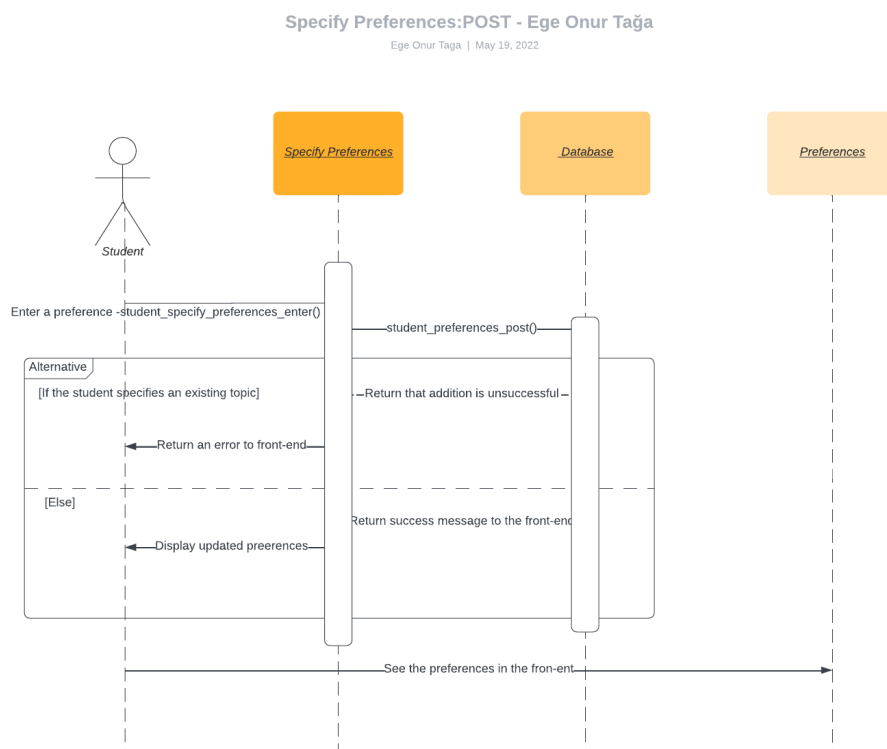 Specify Preferences:POST - Ege Onur Tağa
Ege Onur Taga | May 19, 2022
Specify Preferences
Database
Preferences
Student
Enter a preference -student_specify_preferences_enter()
student_preferences_post()
Alternative
[If the student specifies an existing topic]
Return that addition is unsuccessful
Return an error to front-end
[Else]
Return success message to the front-end
Display updated preerences
See the preferences in the fron-ent